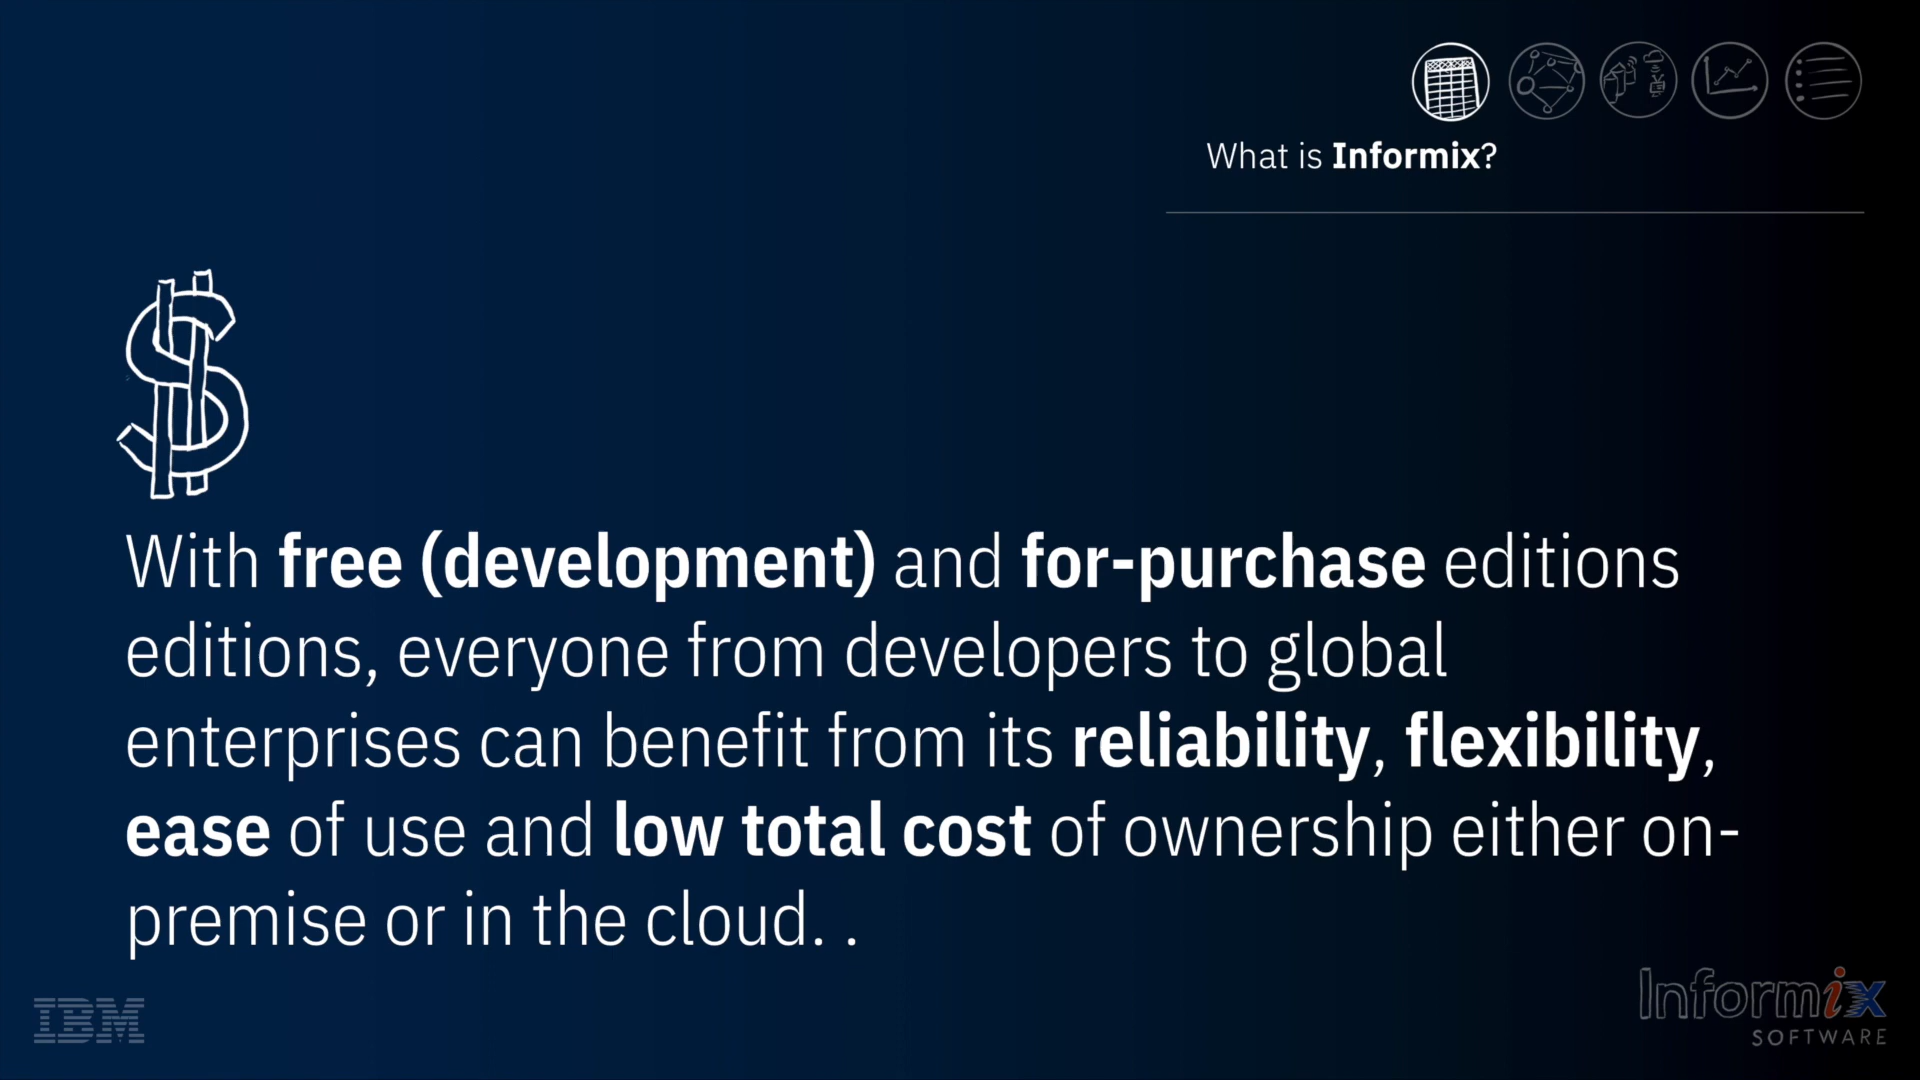 What is Informix?
With free (development) and for-purchase editions
editions, everyone from developers to global
enterprises can benefit from its reliability, flexibility,
ease of use and low total cost of ownership either on-
premise or in the cloud. .
IBM
Informix
SOFTWARE